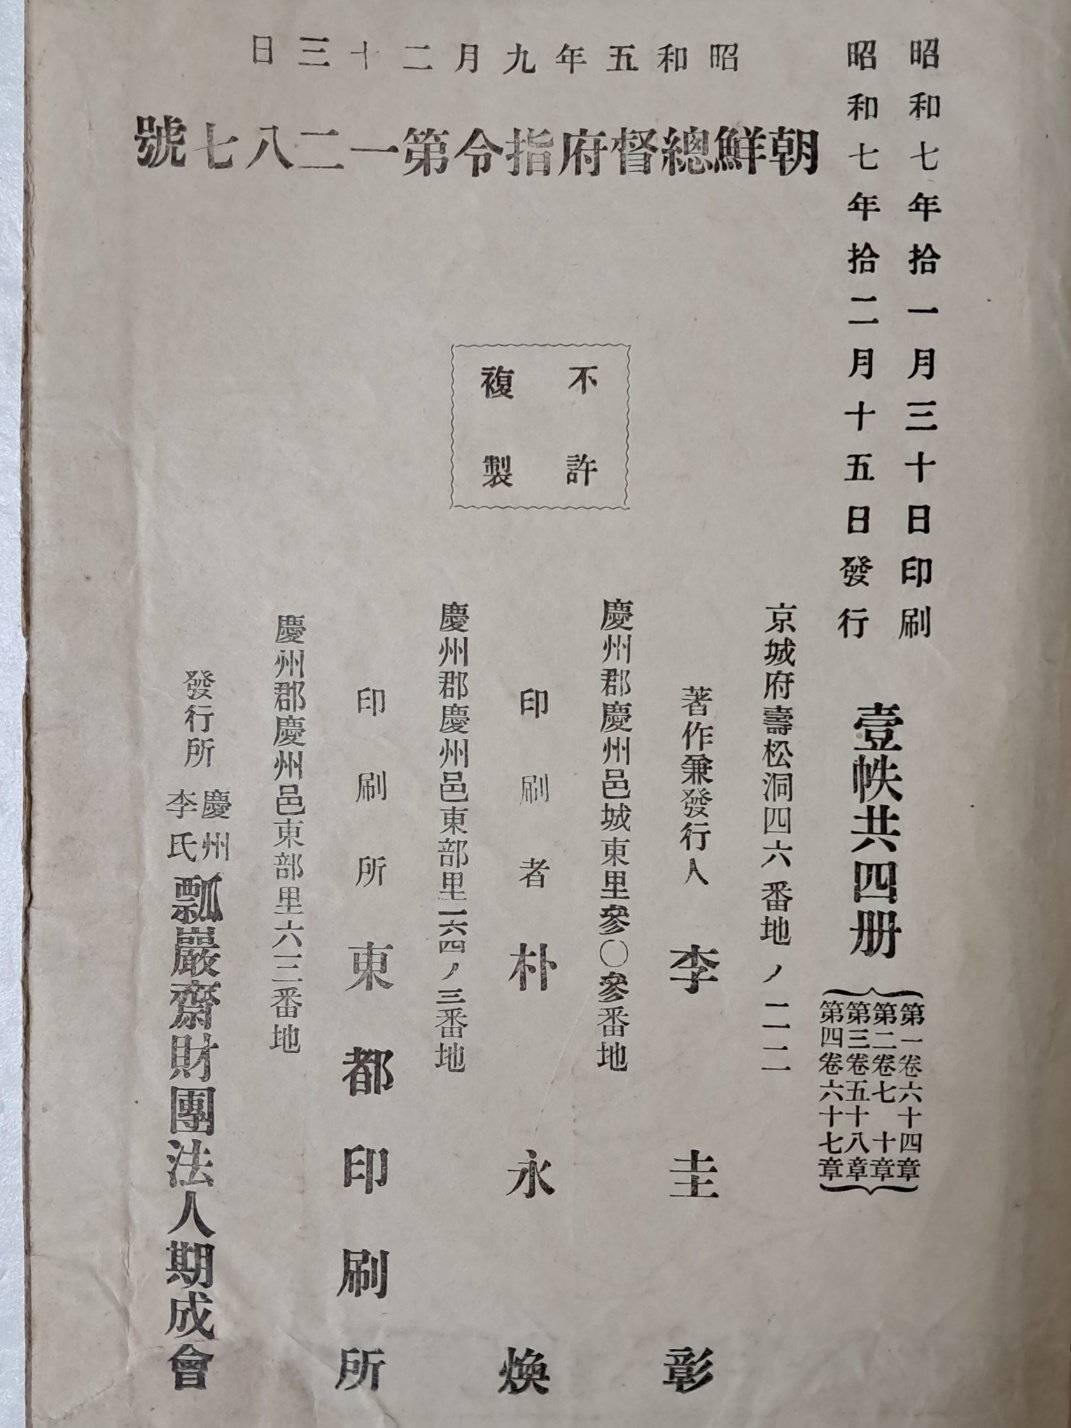 昭和五年九月二十三日
朝鮮總督府指令第一二八七號
昭和七年拾一月三十日印刷
昭和七年拾二月十五日發行
壹帙共四册
第一卷六十四章
第二卷七十章
第三卷五十八章
第四卷六十七章
不許
複製
京城府壽松洞四六番地ノ二二
著作兼發行人 李圭彰
慶州郡慶州邑城東里參〇參番地
印刷者 朴永煥
慶州郡慶州邑東部里一六四ノ三番地
印刷所 東都印刷所
慶州郡慶州邑東部里六三番地
發行所 慶州李氏 瓢巖齋財團法人期成會